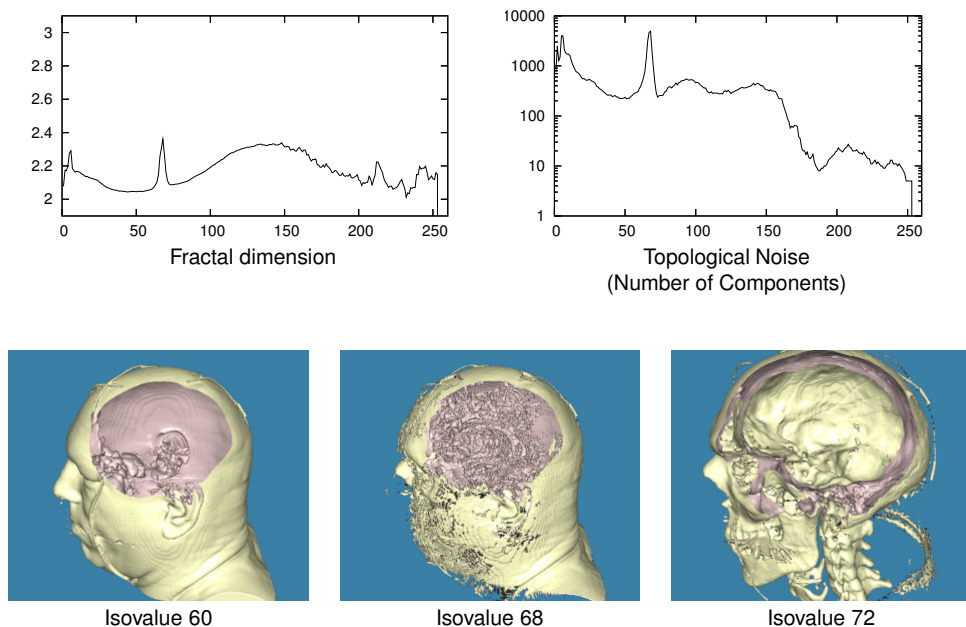 3
2.8
2.6
2.4
2.2
2
0 50 100 150 200 250
Fractal dimension
10000
1000
100
10
1
0 50 100 150 200 250
Topological Noise
(Number of Components)
Isovalue 60
Isovalue 68
Isovalue 72